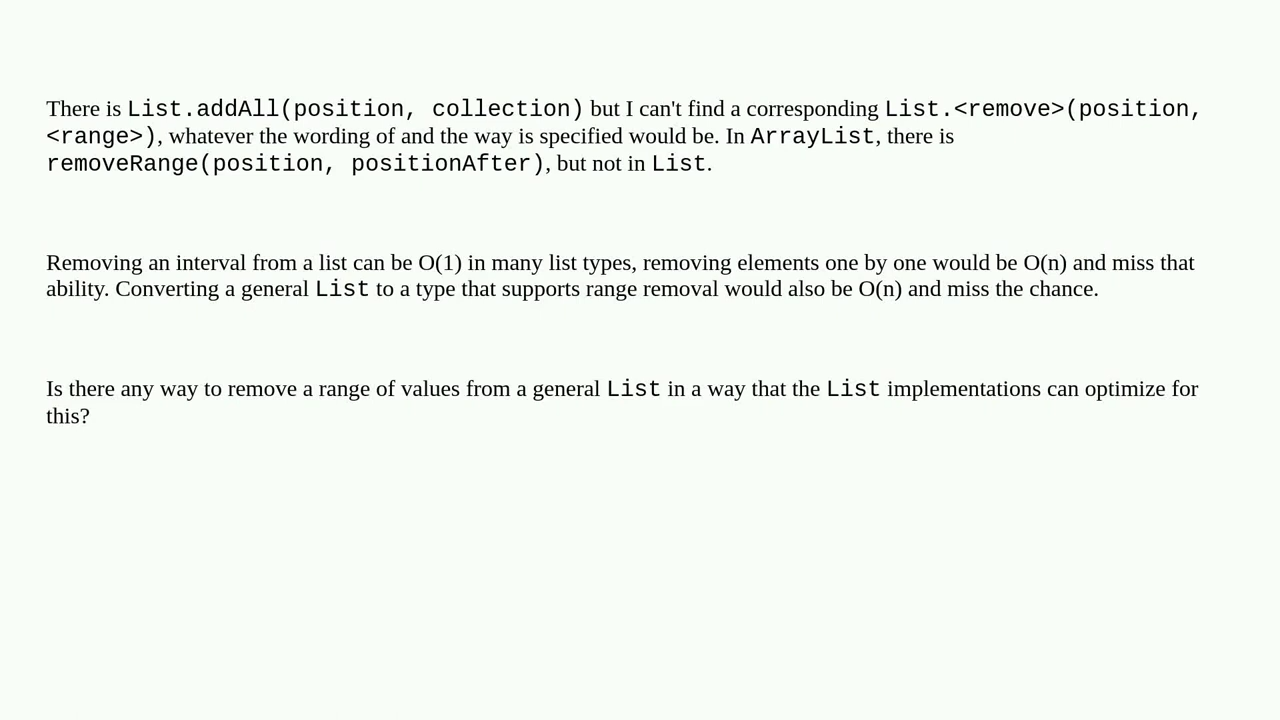 There is List.addAll(position, collection) but I can't find a corresponding List.<remove>(position,
<range>), whatever the wording of and the way is specified would be. In ArrayList, there is
removeRange(position, positionAfter), but not in List.
Removing an interval from a list can be O(1) in many list types, removing elements one by one would be O(n) and miss that
ability. Converting a general List to a type that supports range removal would also be O(n) and miss the chance.
Is there any way to remove a range of values from a general List in a way that the List implementations can optimize for
this?